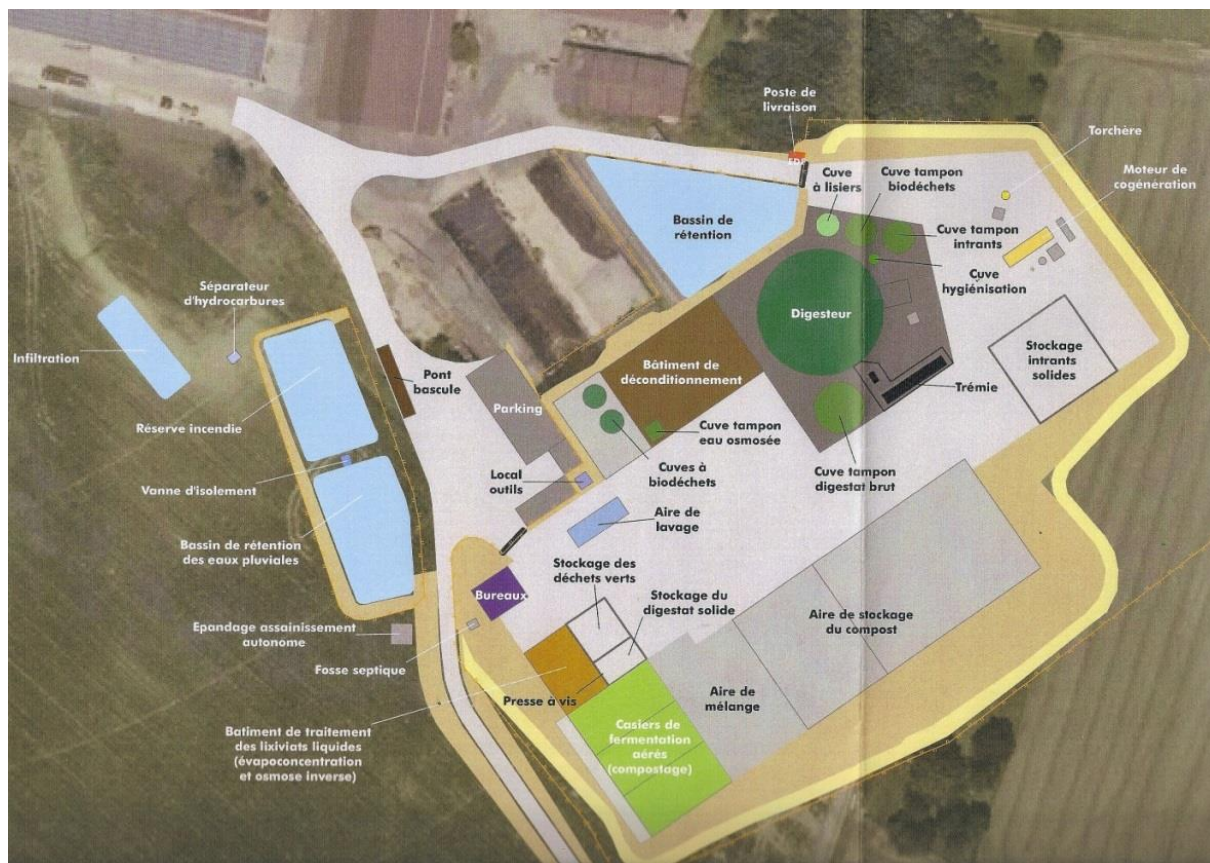 Poste de
livraison
EDF
Torchère
Cuve
à lisiers
Cuve tampon
biodéchets
Moteur de
cogénération
Bassin de
rétention
Cuve tampon
intrants
Cuve
hygiénisation
Séparateur
d'hydrocarbures
Infiltration
Digesteur
Stockage
intrants
solides
Bâtiment de
déconditionnement
Pont
bascule
Trémie
Parking
Réserve incendie
Cuve tampon
eau osmosée
Cuves à
biodéchets
Cuve tampon
digestat brut
Vanne d'isolement
Local
outils
Aire de
lavage
Bassin de rétention
des eaux pluviales
Stockage des
déchets verts
Stockage du
digestat solide
Bureaux
Aire de stockage
du compost
Epandage assainissement
autonome
Fosse septique
Presse à vis
Aire de
mélange
Batiment de traitement
des lixiviats liquides
(évapoconcentration
et osmose inverse)
Casiers de
fermentation
aérés
(compostage)